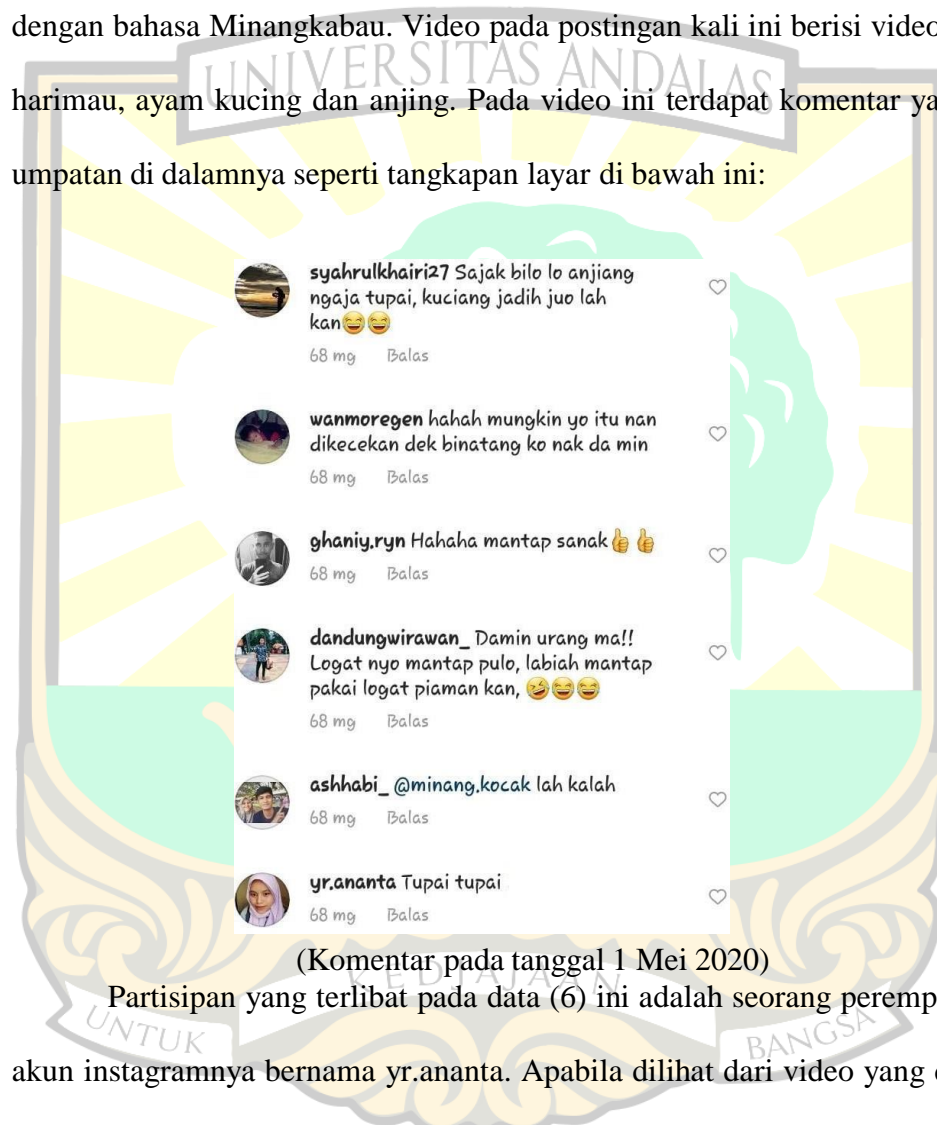 dengan bahasa Minangkabau. Video pada postingan kali ini berisi video
UNIVERSITAS ANDALAS
harimau, ayam kucing dan anjing. Pada video ini terdapat komentar ya
umpatan di dalamnya seperti tangkapan layar di bawah ini:
syahrulkhairi27 Sajak bilo lo anjiang
ngaja tupai, kuciang jadih juo lah
kan😂😂
68 mg Balas
wanmoregen hahah mungkin yo itu nan
dikecekan dek binatang ko nak da min
68 mg Balas
ghaniy.ryn Hahaha mantap sanak👍👍
68 mg Balas
dandungwirawan_ Damin urang ma!!
Logat nyo mantap pulo, labiah mantap
pakai logat piaman kan, 🤣😂😂
68 mg Balas
ashhabi_ @minang.kocak lah kalah
68 mg Balas
yr.ananta Tupai tupai
68 mg Balas
(Komentar pada tanggal 1 Mei 2020)
KEDJAJAAN
Partisipan yang terlibat pada data (6) ini adalah seorang peremp
UNTUK
BANGSA
akun instagramnya bernama yr.ananta. Apabila dilihat dari video yang